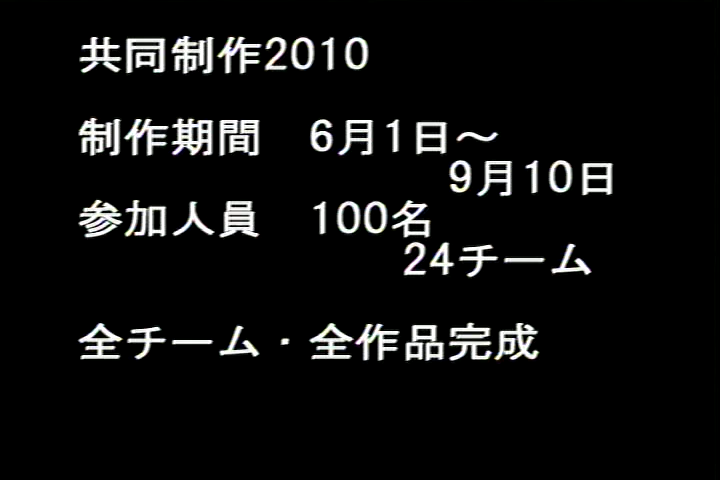 共同制作2010
制作期間　6月1日～
9月10日
参加人員　100名
24チーム
全チーム・全作品完成